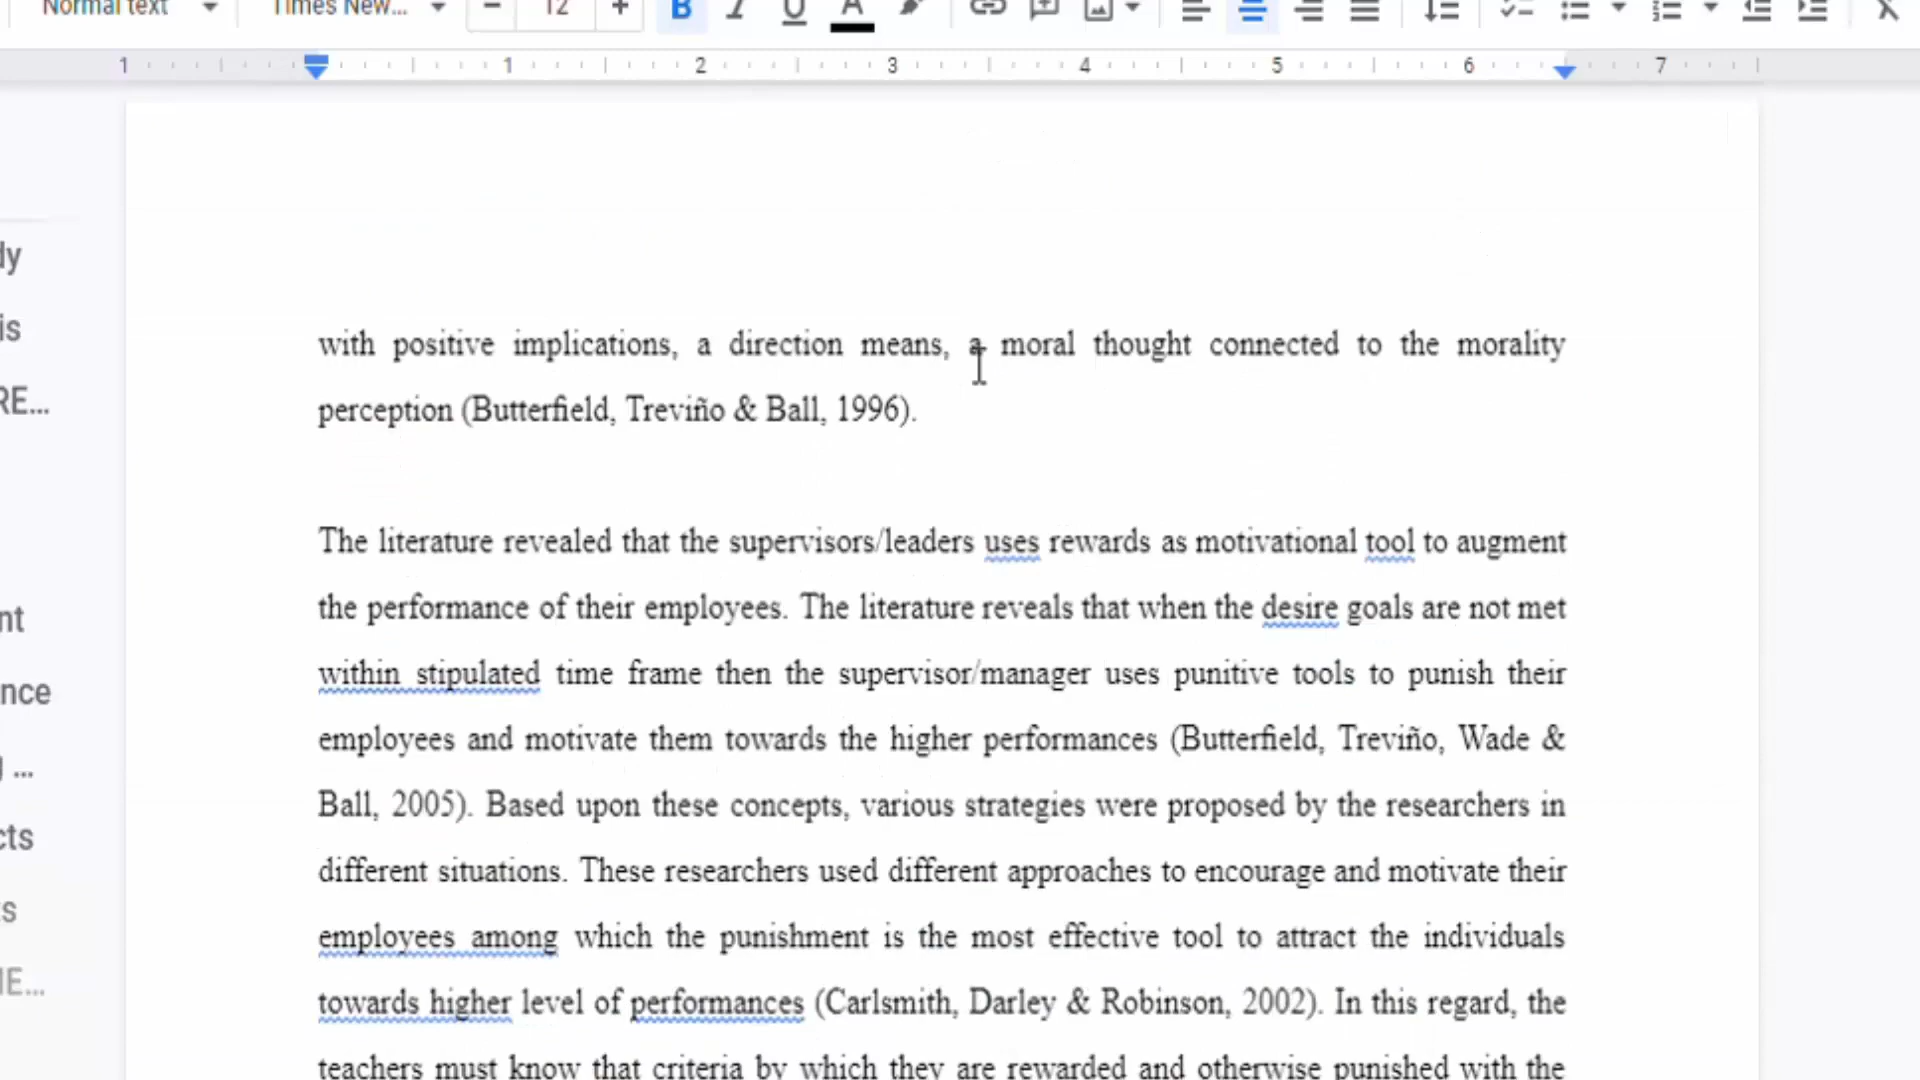 Normal text
Times New...
12
B
1 1 2 3 4 5 6 7
dy
is
RE...
nt
nce
g ...
cts
ts
IE...
with positive implications, a direction means, a moral thought connected to the morality
perception (Butterfield, Treviño & Ball, 1996).
The literature revealed that the supervisors/leaders uses rewards as motivational tool to augment
the performance of their employees. The literature reveals that when the desire goals are not met
within stipulated time frame then the supervisor/manager uses punitive tools to punish their
employees and motivate them towards the higher performances (Butterfield, Treviño, Wade &
Ball, 2005). Based upon these concepts, various strategies were proposed by the researchers in
different situations. These researchers used different approaches to encourage and motivate their
employees among which the punishment is the most effective tool to attract the individuals
towards higher level of performances (Carlsmith, Darley & Robinson, 2002). In this regard, the
teachers must know that criteria by which they are rewarded and otherwise punished with the